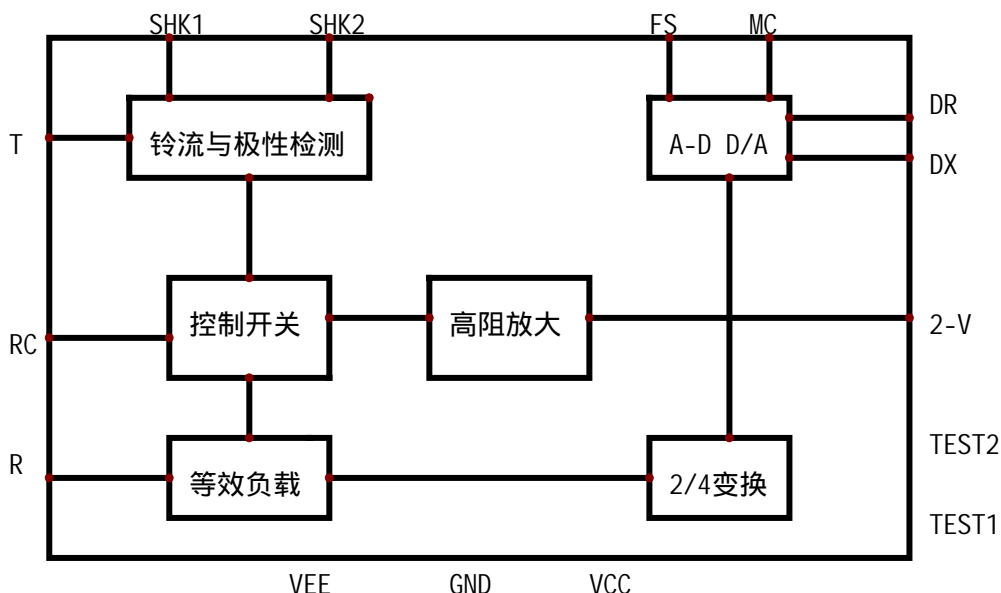 SHK1 SHK2 FS MC
DR
T 铃流与极性检测 A-D D/A
DX
控制开关 高阻放大 2-V
RC
TEST2
R 等效负载 2/4变换
TEST1
VEE GND VCC